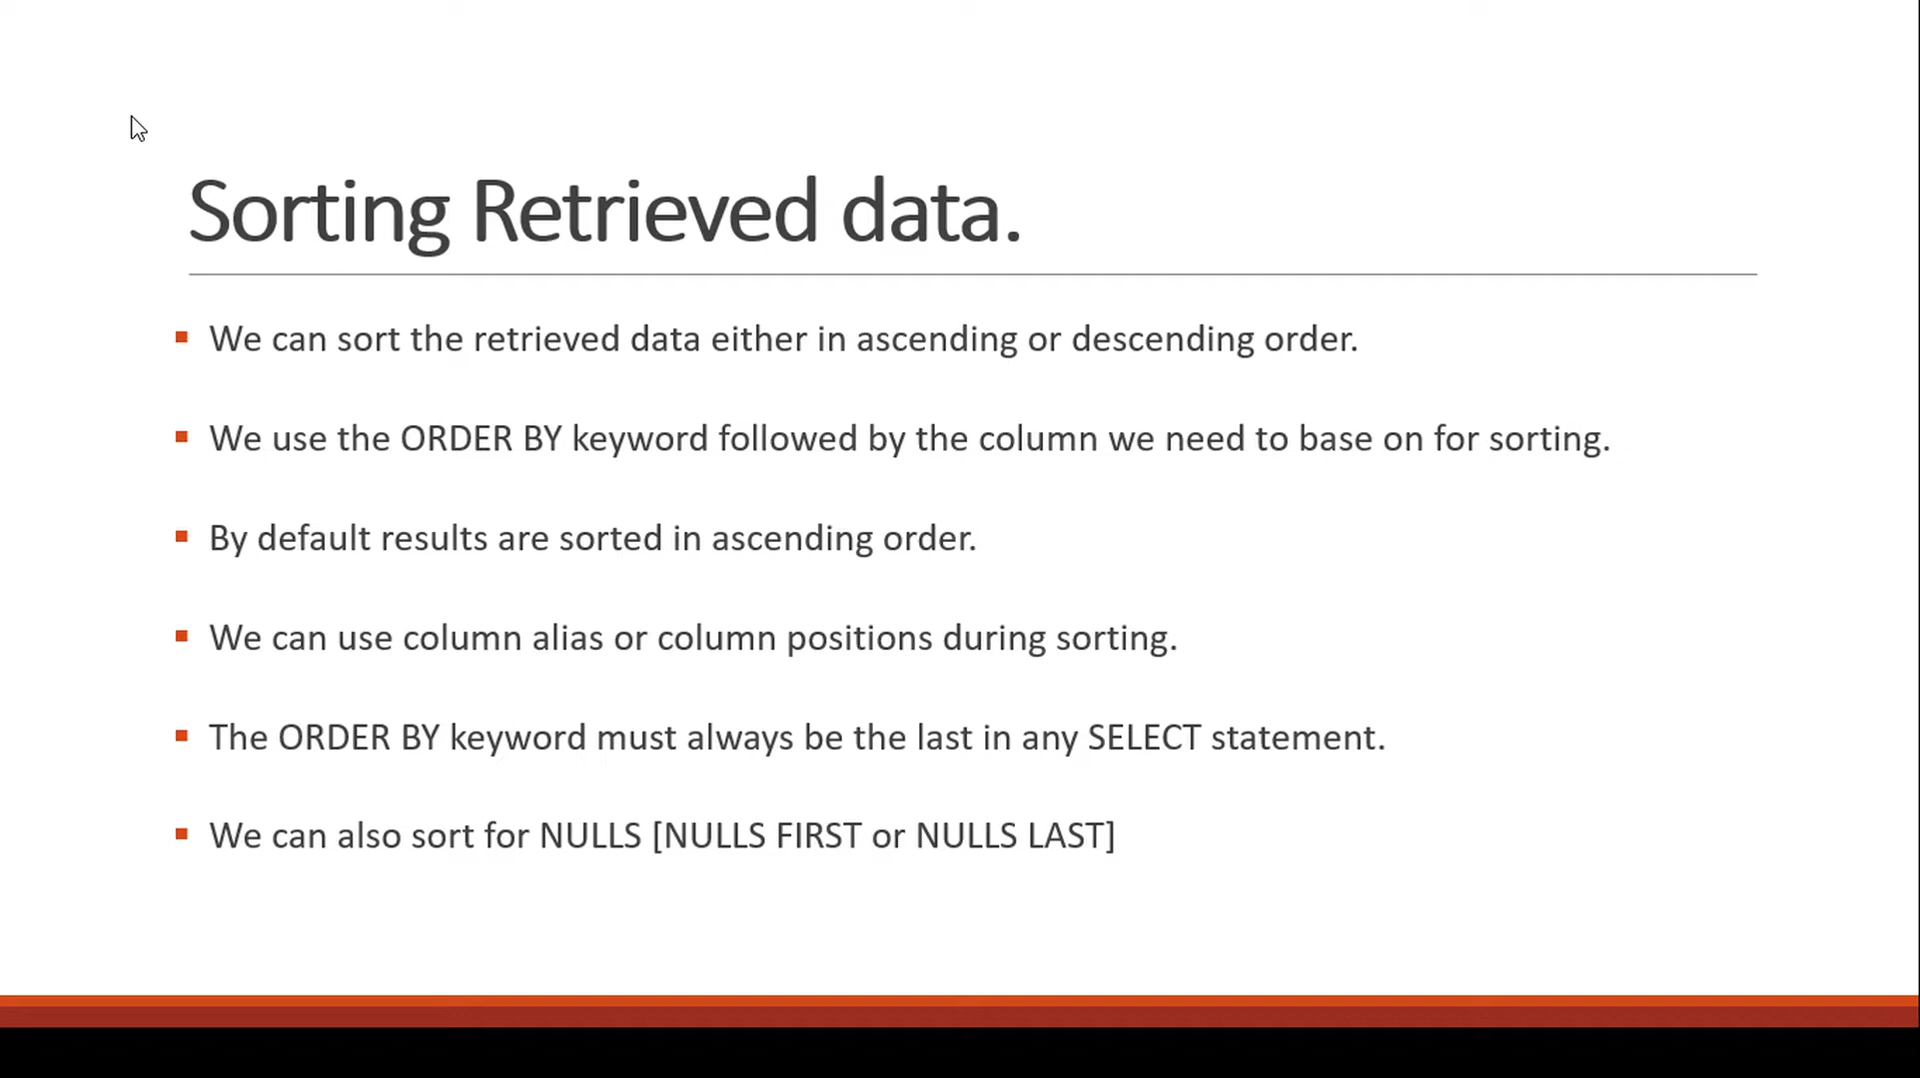 Sorting Retrieved data.
We can sort the retrieved data either in ascending or descending order.
We use the ORDER BY keyword followed by the column we need to base on for sorting.
By default results are sorted in ascending order.
We can use column alias or column positions during sorting.
The ORDER BY keyword must always be the last in any SELECT statement.
We can also sort for NULLS [NULLS FIRST or NULLS LAST]